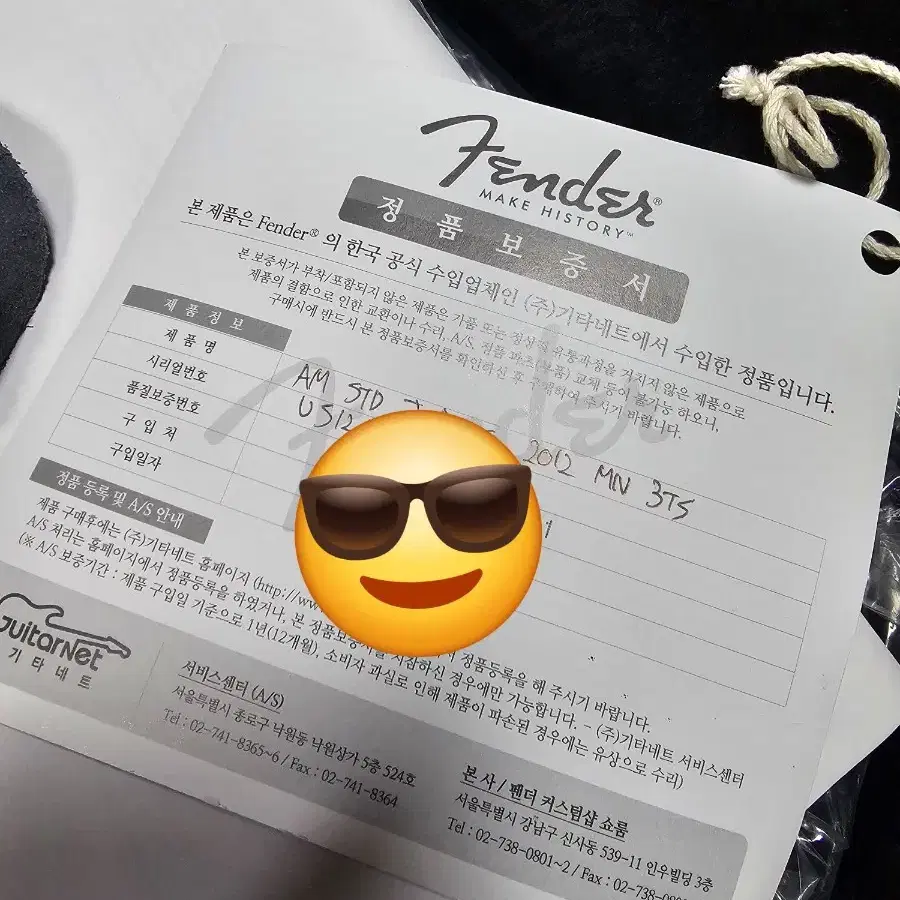 Fender®
MAKE HISTORY™
정품보증서
본 제품은 Fender® 의 한국 공식 수입업체인 (주)기타네트에서 수입한 정품입니다.
본 보증서가 부착/포함되지 않은 제품은 가품 또는 정상적 유통과정을 거치지 않은 제품으로
제품의 결함으로 인한 교환이나 수리, A/S, 정품 파츠(부품) 교체 등이 불가능 하오니,
구매시에 반드시 본 정품보증서를 확인하신 후 구매하여 주시기 바랍니다.
제품정보
제품명 AM STD 2012 MN 3TS
시리얼번호 US12
품질보증번호
구입처
구입일자
정품 등록 및 A/S 안내
제품 구매후에는 (주)기타네트 홈페이지 (http://ww 정품등록을 해 주시기 바랍니다.
A/S 처리는 홈페이지에서 정품등록을 하였거나, 본 정품보증서를 지참하신 경우에만 가능합니다. - (주)기타네트 서비스센터
(※ A/S 보증기간 : 제품 구입일 기준으로 1년(12개월), 소비자 과실로 인해 제품이 파손된 경우에는 유상으로 수리)
GuitarNet
기타네트
서비스센터 (A/S)
서울특별시 종로구 낙원동 낙원상가 5층 524호
Tel : 02-741-8365~6 / Fax : 02-741-8364
본사 / 펜더 커스텀샵 쇼룸
서울특별시 강남구 신사동 539-11 인우빌딩 3층
Tel : 02-738-0801~2 / Fax : 02-738-
Fender